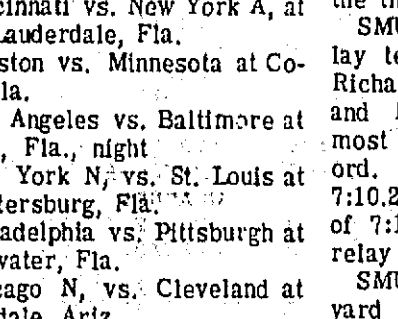 cinnati vs. New York A, at
Lauderdale, Fla.
ston vs. Minnesota at Co-
la.
Angeles vs. Baltimore at
, Fla., night
York N, vs. St. Louis at
ersburg, Fla.
adelphia vs. Pittsburgh at
water, Fla.
cago N, vs. Cleveland at
dale, Ariz.
SMU
lay te
Richa
and
most
ord.
7:10.2
of 7:1
relay
SMU
yard